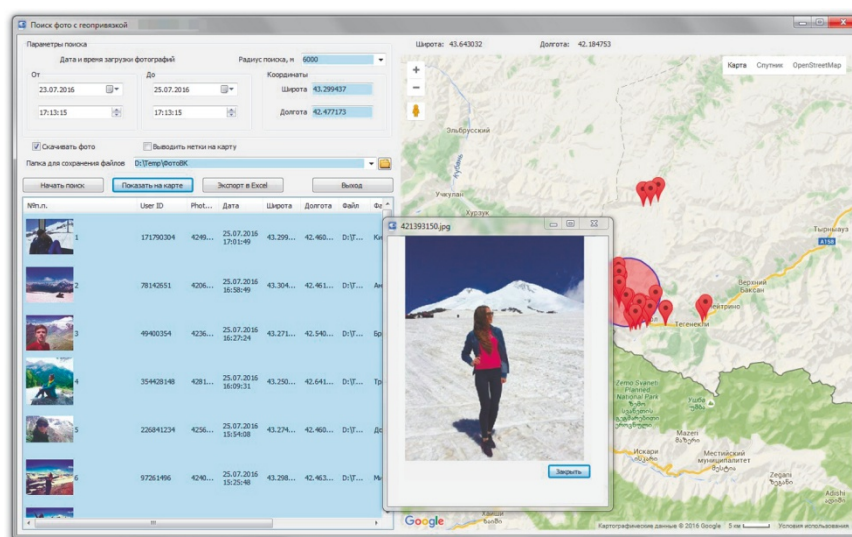 Поиск фото с геопривязкой
Параметры поиска
Дата и время загрузки фотографий
Радиус поиска, м 6000
От
До
Координаты
23.07.2016
25.07.2016
Широта 43.299437
17:13:15
17:13:15
Долгота 42.477173
Скачивать фото
Выводить метки на карту
Папка для сохранения файлов D:\Temp\ФотоВК
Начать поиск
Показать на карте
Экспорт в Excel
Выход
№п.п. User ID Phot... Дата Широта Долгота Файл
1 171790304 4249... 25.07.2016 17:01:49 43.299... 42.460... D:\T...
2 78142651 4206... 25.07.2016 16:58:49 43.304... 42.461... D:\T...
3 49400354 4236... 25.07.2016 16:27:24 43.271... 42.540... D:\T...
4 354428148 4281... 25.07.2016 16:09:31 43.250... 42.641... D:\T...
5 226841234 4256... 25.07.2016 15:54:08 43.274... 42.460... D:\T...
6 97261496 4240... 25.07.2016 15:25:48 43.298... 42.463... D:\T...
421393150.jpg
Закрыть
Широта: 43.643032
Долгота: 42.184753
Карта
Спутник
OpenStreetMap
Эльбрусский
Кубань
Учкулан
Хурзук
Тырныауз
A158
Верхний
Баксан
Тегенекли
Zemo Svaneti
Planned
National Park
Ушба
Mazeri
მაზერი
Местийский
муниципалитет
Zegani
Adishi
Google
Картографические данные © 2016 Google
5 км
Условия использования